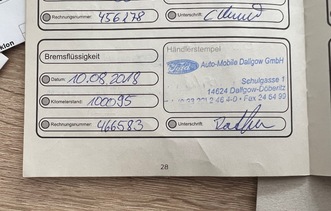 Rechnungsnummer: 456278 Unterschrift:
Bremsflüssigkeit
Händlerstempel
Datum: 10.08.2018
Ford Auto-Mobile Dallgow GmbH
Schulgasse 1
14624 Dallgow-Döberitz
Kilometerstand: 100095
Rechnungsnummer: 466583 Unterschrift:
28